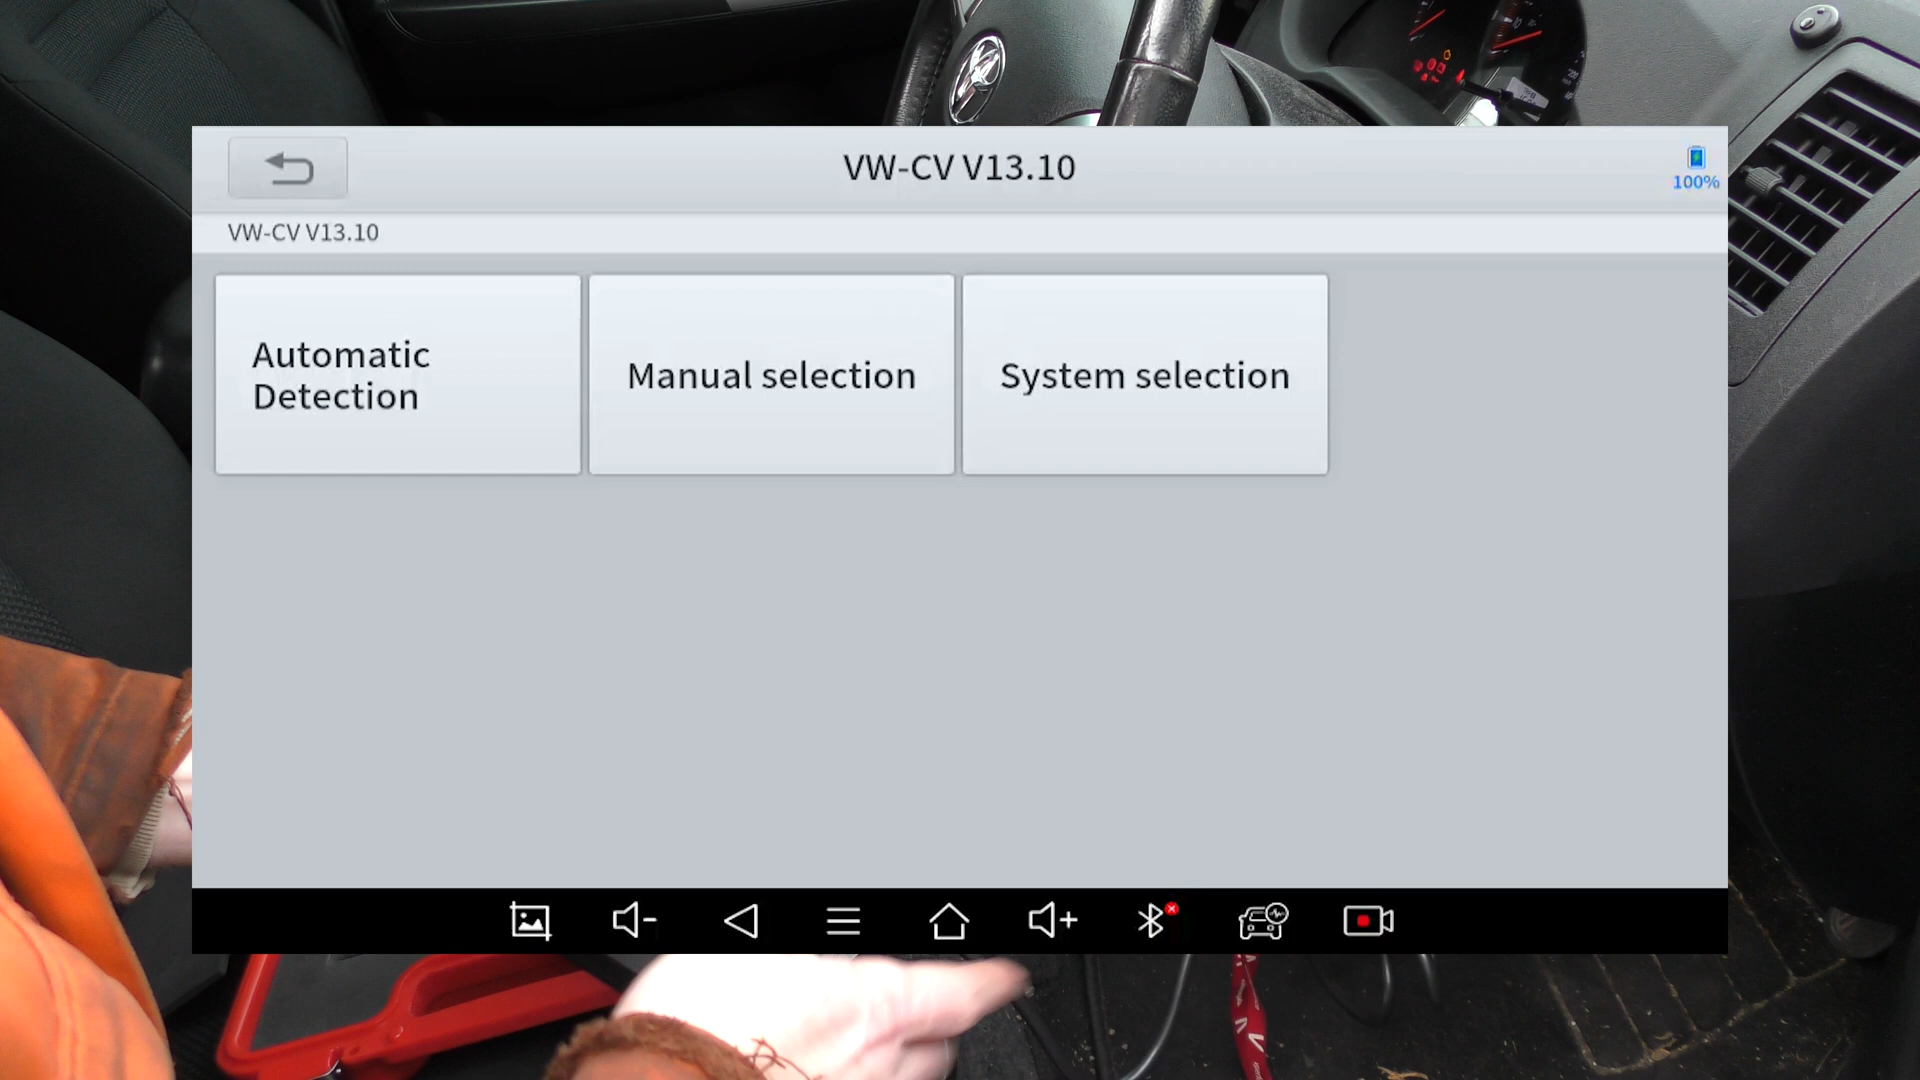 VW-CV V13.10
100%
VW-CV V13.10
Automatic
Detection
Manual selection
System selection